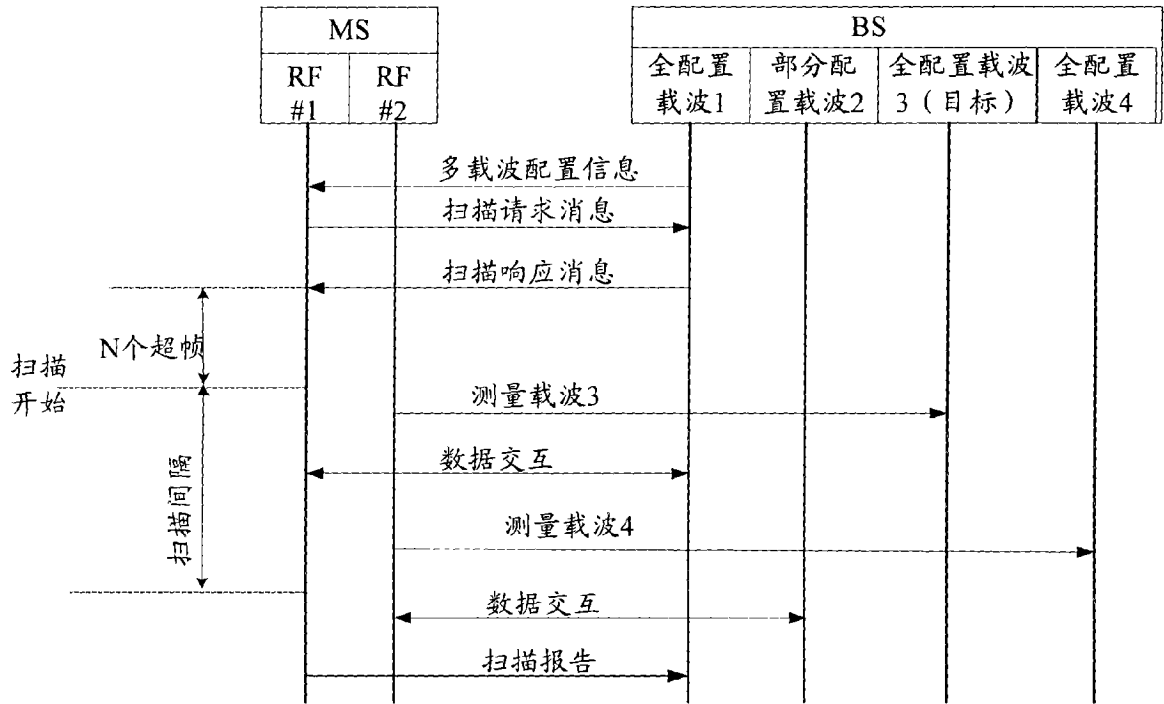 MS
BS
RF
#1
RF
#2
全配置
载波1
部分配
置载波2
全配置载波
3（目标）
全配置
载波4
多载波配置信息
扫描请求消息
扫描响应消息
N个超帧
扫描
开始
测量载波3
数据交互
扫描间隔
测量载波4
数据交互
扫描报告